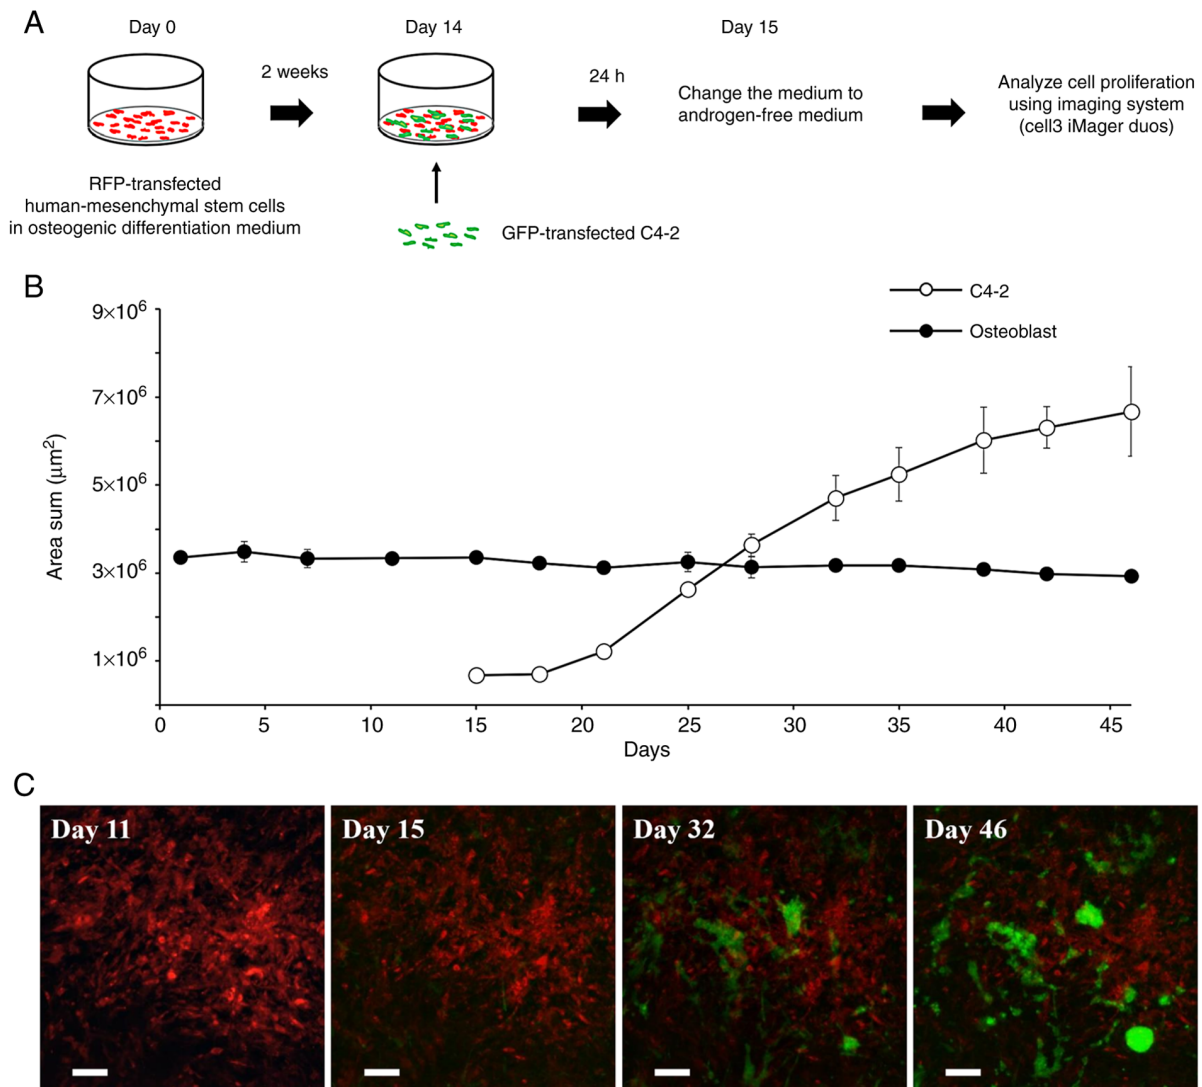 A
Day 0
Day 14
Day 15
2 weeks
24 h
Change the medium to
androgen-free medium
Analyze cell proliferation
using imaging system
(cell3 iMager duos)
RFP-transfected
human-mesenchymal stem cells
in osteogenic differentiation medium
GFP-transfected C4-2
B
C4-2
Osteoblast
9×10⁶
7×10⁶
5×10⁶
3×10⁶
1×10⁶
Area sum (μm²)
0 5 10 15 20 25 30 35 40 45
Days
C
Day 11
Day 15
Day 32
Day 46